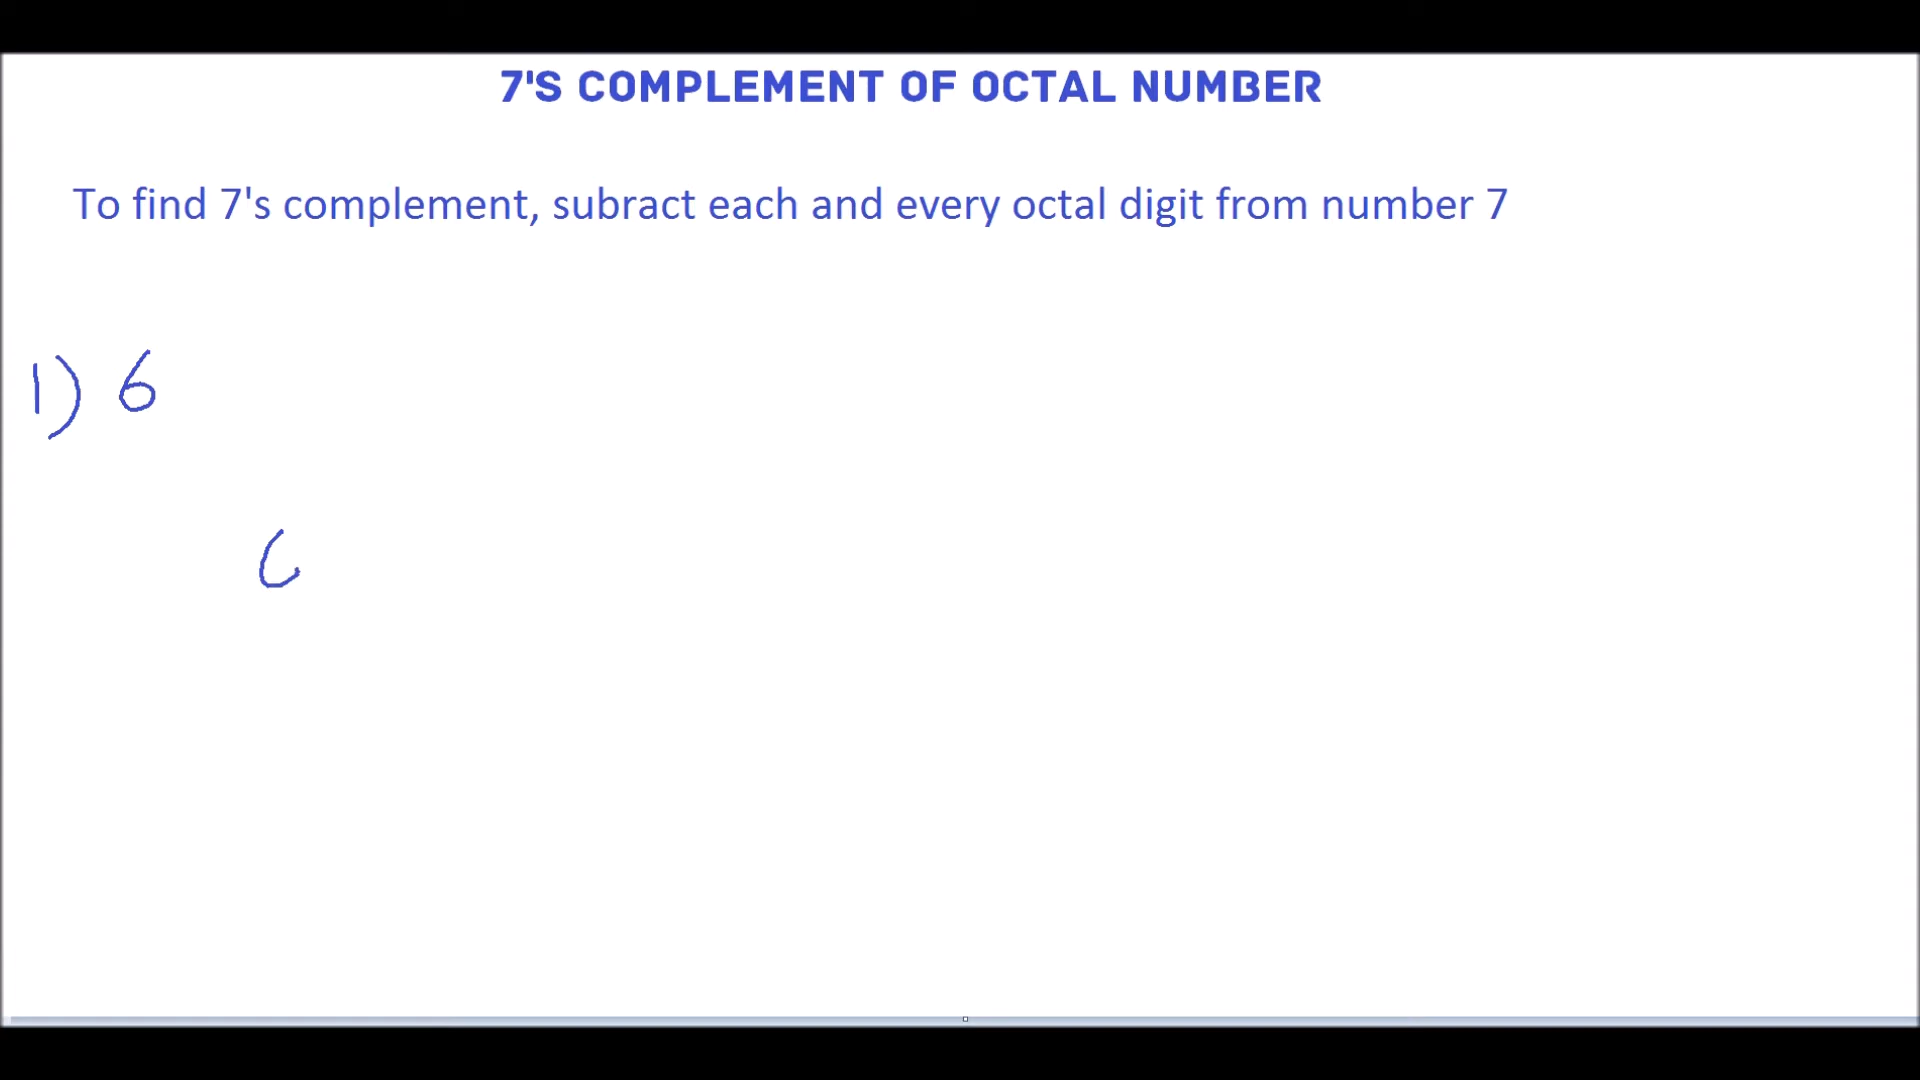 7'S COMPLEMENT OF OCTAL NUMBER
To find 7's complement, subract each and every octal digit from number 7
1) 6